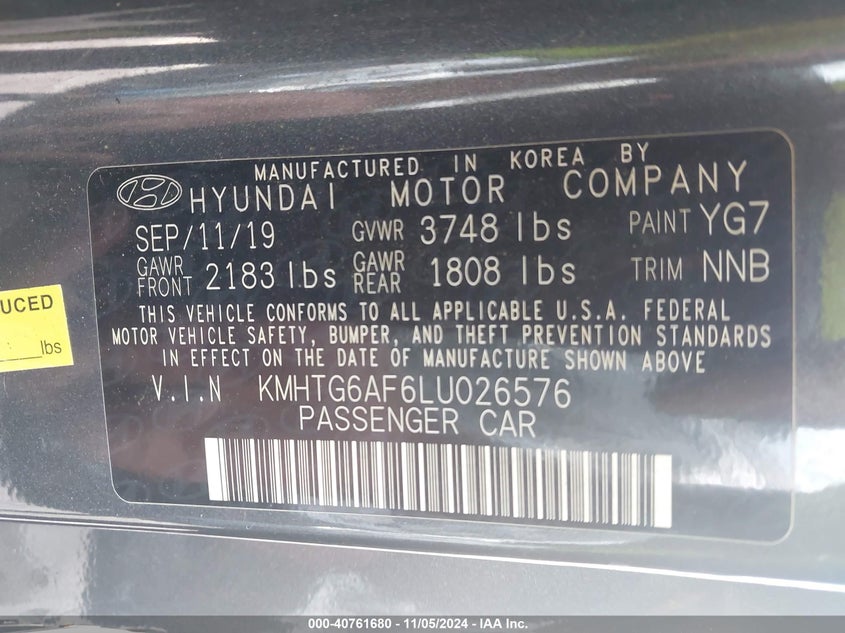 MANUFACTURED IN KOREA BY
HYUNDAI MOTOR COMPANY
SEP/11/19 GVWR 3748 lbs PAINT YG7
GAWR FRONT 2183 lbs GAWR REAR 1808 lbs TRIM NNB
THIS VEHICLE CONFORMS TO ALL APPLICABLE U.S.A. FEDERAL
MOTOR VEHICLE SAFETY, BUMPER, AND THEFT PREVENTION STANDARDS
IN EFFECT ON THE DATE OF MANUFACTURE SHOWN ABOVE
V.I.N KMHTG6AF6LU026576
PASSENGER CAR
UCED
lbs
000-40761680 - 11/05/2024 - IAA Inc.